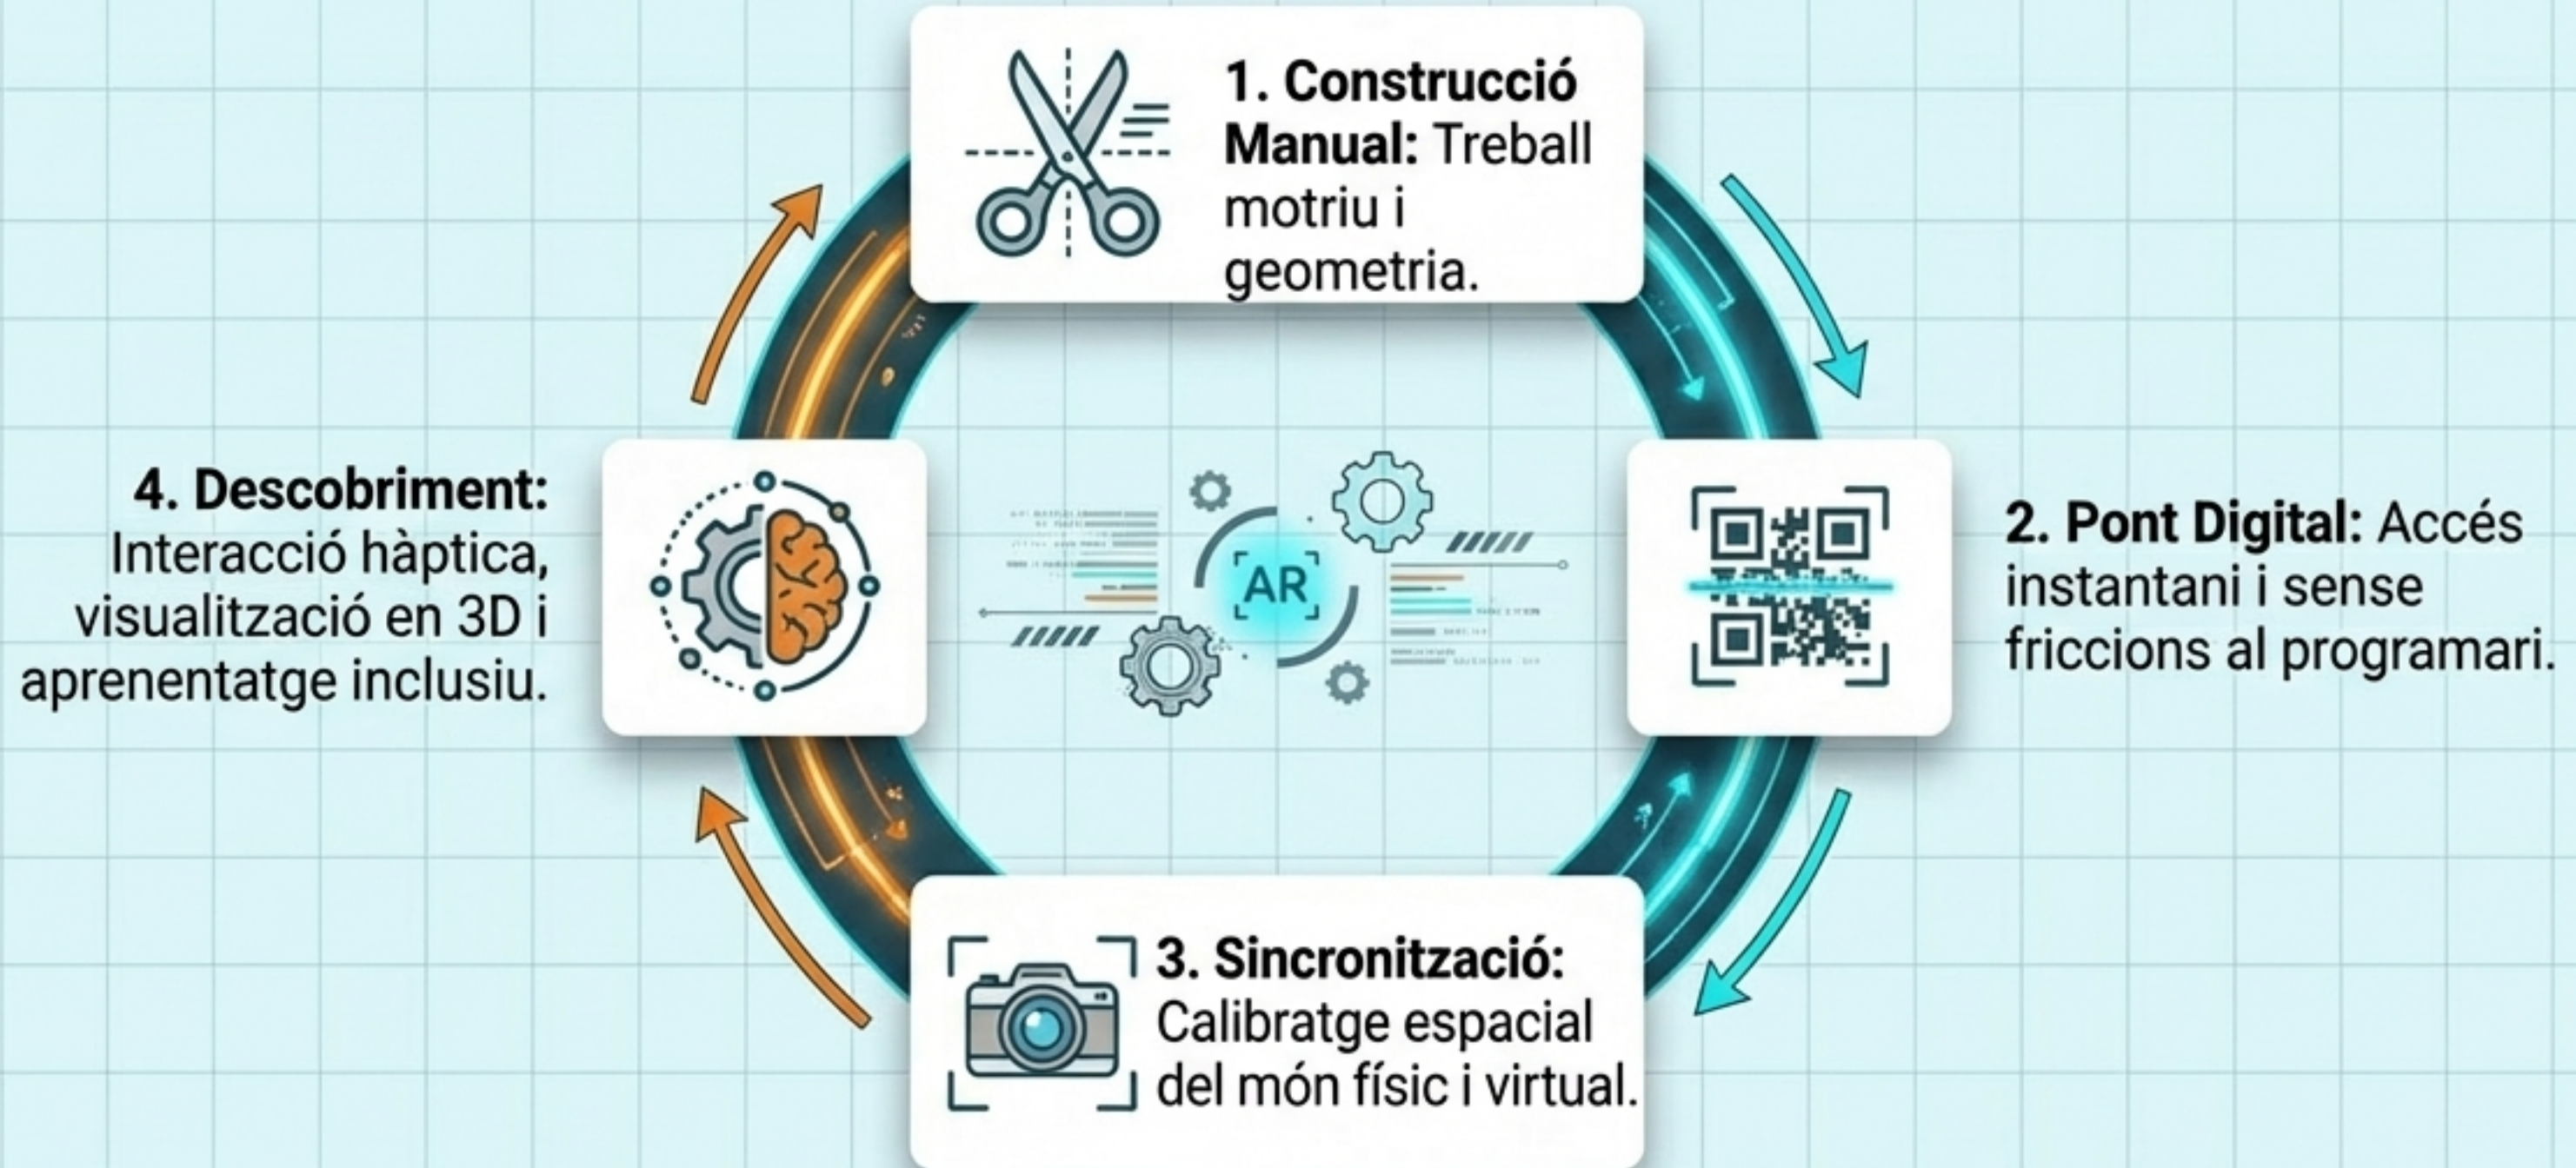 1. Construcció
Manual: Treball
motriu i
geometria.
2. Pont Digital: Accés
instantani i sense
friccions al programari.
3. Sincronització:
Calibratge espacial
del món físic i virtual.
4. Descobriment:
Interacció hàptica,
visualització en 3D i
aprenentatge inclusiu.
AR